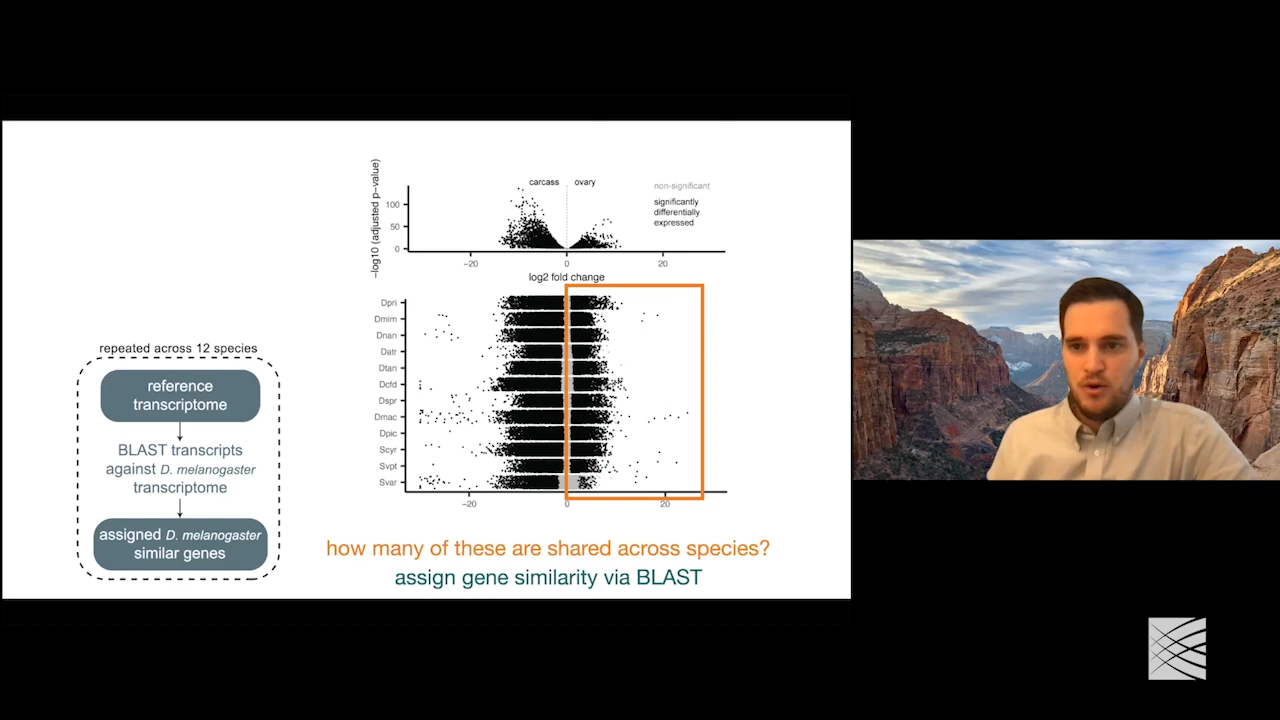 repeated across 12 species
reference
transcriptome
BLAST transcripts
against D. melanogaster
transcriptome
assigned D. melanogaster
similar genes
−log10 (adjusted p−value)
100
50
0
carcass ovary
non-significant
significantly
differentially
expressed
−20 0 20
log2 fold change
Dpri
Dmim
Dnan
Datr
Dtan
Dcfd
Dspr
Dmac
Dpic
Scyr
Svpt
Svar
−20 0 20
how many of these are shared across species?
assign gene similarity via BLAST